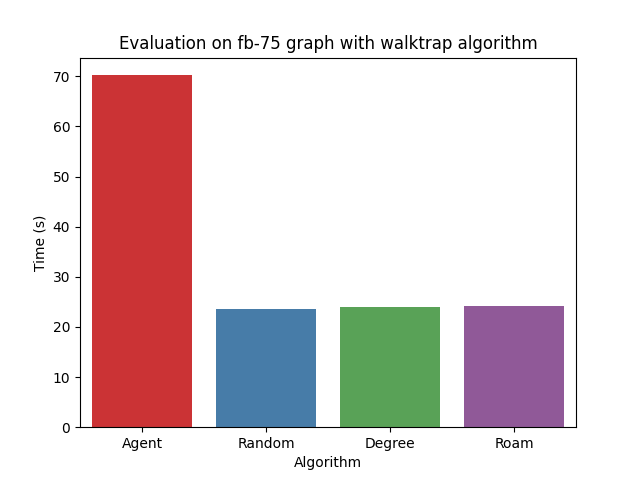 Evaluation on fb-75 graph with walktrap algorithm
70
60
50
40
30
20
10
0
Time (s)
Agent Random Degree Roam
Algorithm